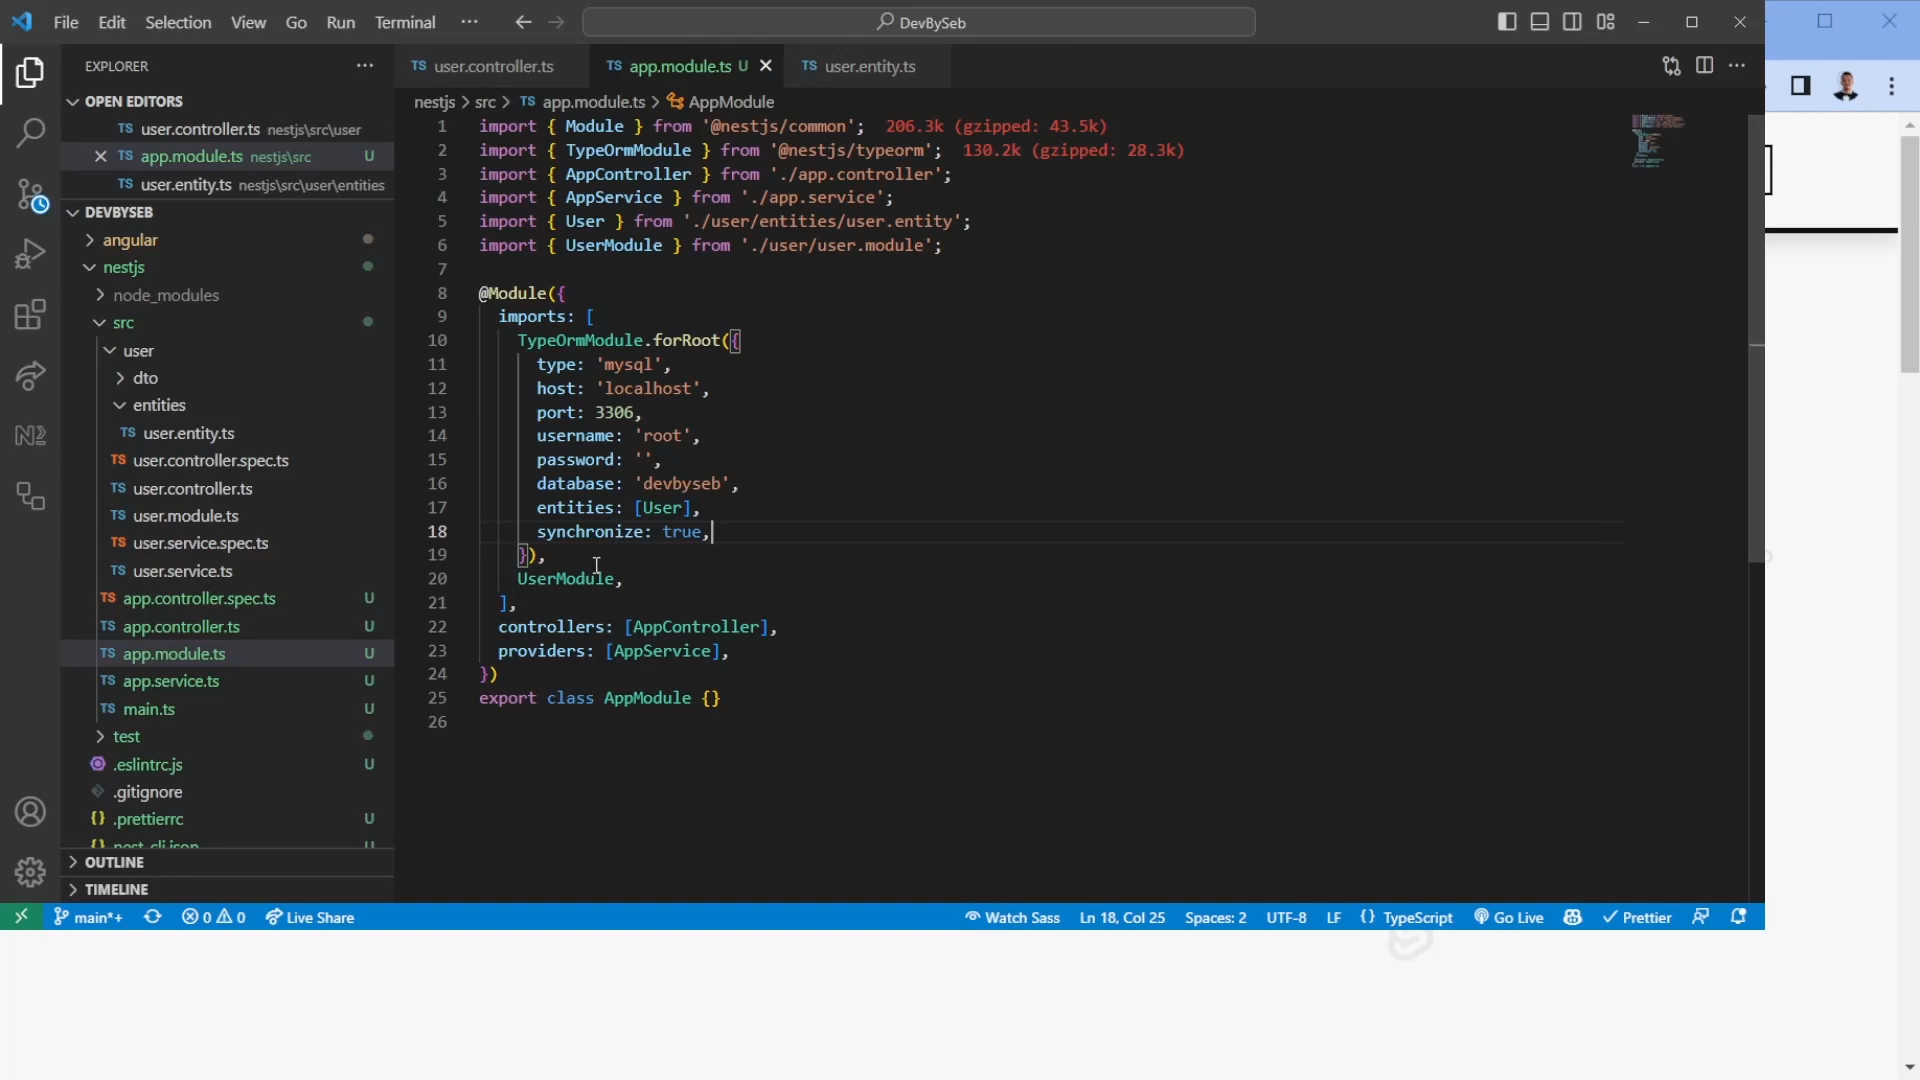 File Edit Selection View Go Run Terminal ··· DevBySeb
EXPLORER ···
OPEN EDITORS
TS user.controller.ts nestjs\src\user
TS app.module.ts nestjs\src U
TS user.entity.ts nestjs\src\user\entities
DEVBYSEB
angular
nestjs
node_modules
src
user
dto
entities
TS user.entity.ts
TS user.controller.spec.ts
TS user.controller.ts
TS user.module.ts
TS user.service.spec.ts
TS user.service.ts
TS app.controller.spec.ts U
TS app.controller.ts U
TS app.module.ts U
TS app.service.ts U
TS main.ts U
test
.eslintrc.js U
.gitignore
{} .prettierrc U
{} nest-cli.json U
OUTLINE
TIMELINE
TS user.controller.ts TS app.module.ts U TS user.entity.ts
nestjs > src > TS app.module.ts > AppModule
1 import { Module } from '@nestjs/common'; 206.3k (gzipped: 43.5k)
2 import { TypeOrmModule } from '@nestjs/typeorm'; 130.2k (gzipped: 28.3k)
3 import { AppController } from './app.controller';
4 import { AppService } from './app.service';
5 import { User } from './user/entities/user.entity';
6 import { UserModule } from './user/user.module';
7
8 @Module({
9 imports: [
10 TypeOrmModule.forRoot({
11 type: 'mysql',
12 host: 'localhost',
13 port: 3306,
14 username: 'root',
15 password: '',
16 database: 'devbyseb',
17 entities: [User],
18 synchronize: true,
19 }),
20 UserModule,
21 ],
22 controllers: [AppController],
23 providers: [AppService],
24 })
25 export class AppModule {}
26
main*+ 0 0 Live Share Watch Sass Ln 18, Col 25 Spaces: 2 UTF-8 LF {} TypeScript Go Live Prettier